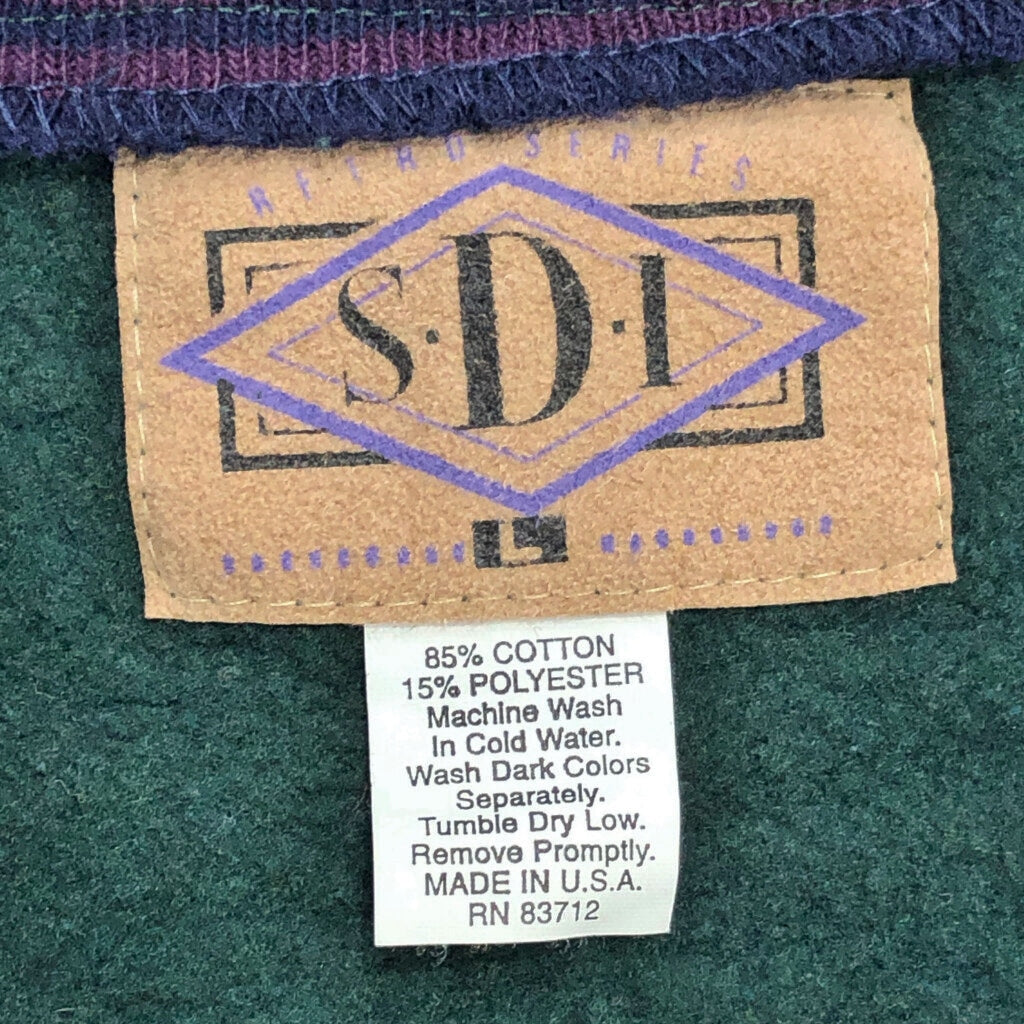 RETRO SERIES
S·D·I
L
85% COTTON
15% POLYESTER
Machine Wash
In Cold Water.
Wash Dark Colors
Separately.
Tumble Dry Low.
Remove Promptly.
MADE IN U.S.A.
RN 83712